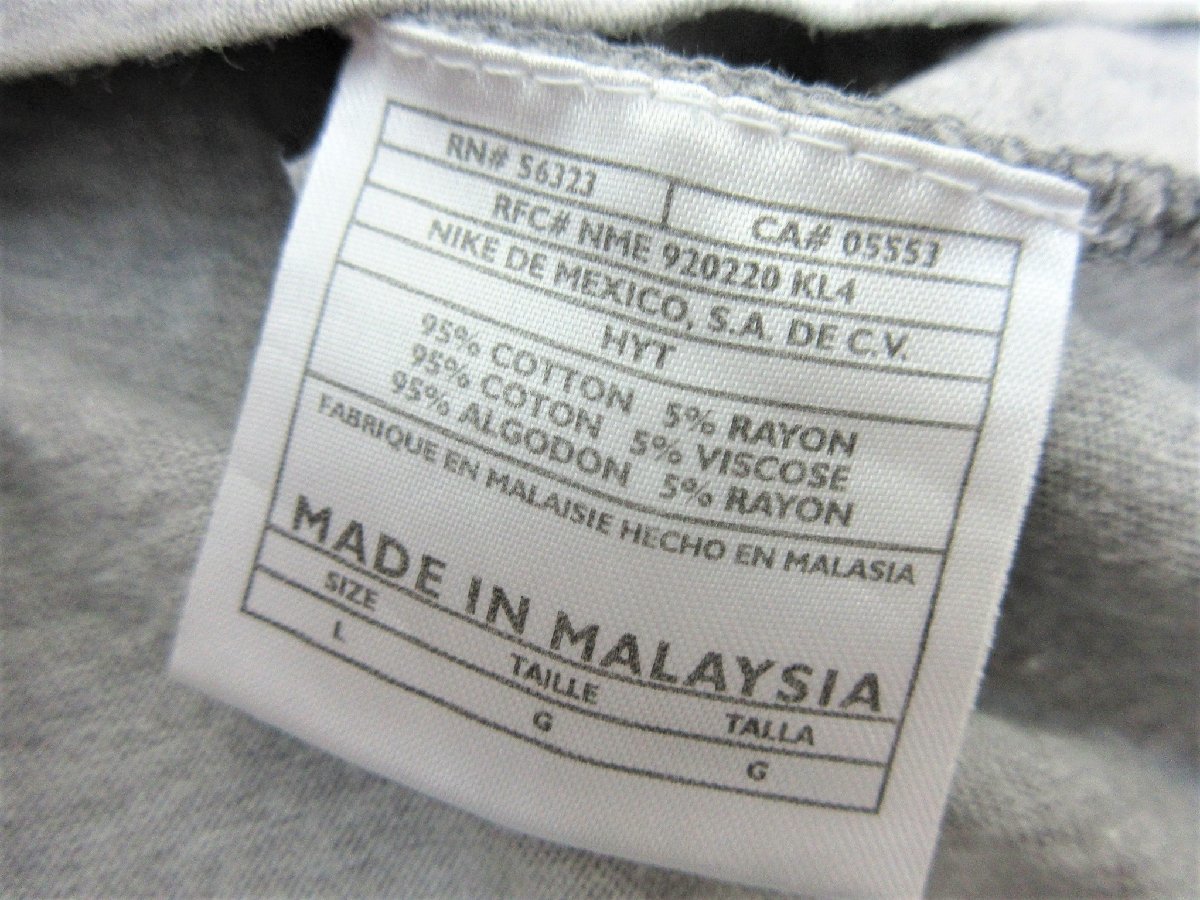 RN# 56323 CA# 05553
RFC# NME 920220 KL4
NIKE DE MEXICO, S.A. DE C.V.
HYT
95% COTTON 5% RAYON
95% COTON 5% VISCOSE
95% ALGODON 5% RAYON
FABRIQUE EN MALAISIE HECHO EN MALASIA
MADE IN MALAYSIA
SIZE TAILLE TALLA
L G G